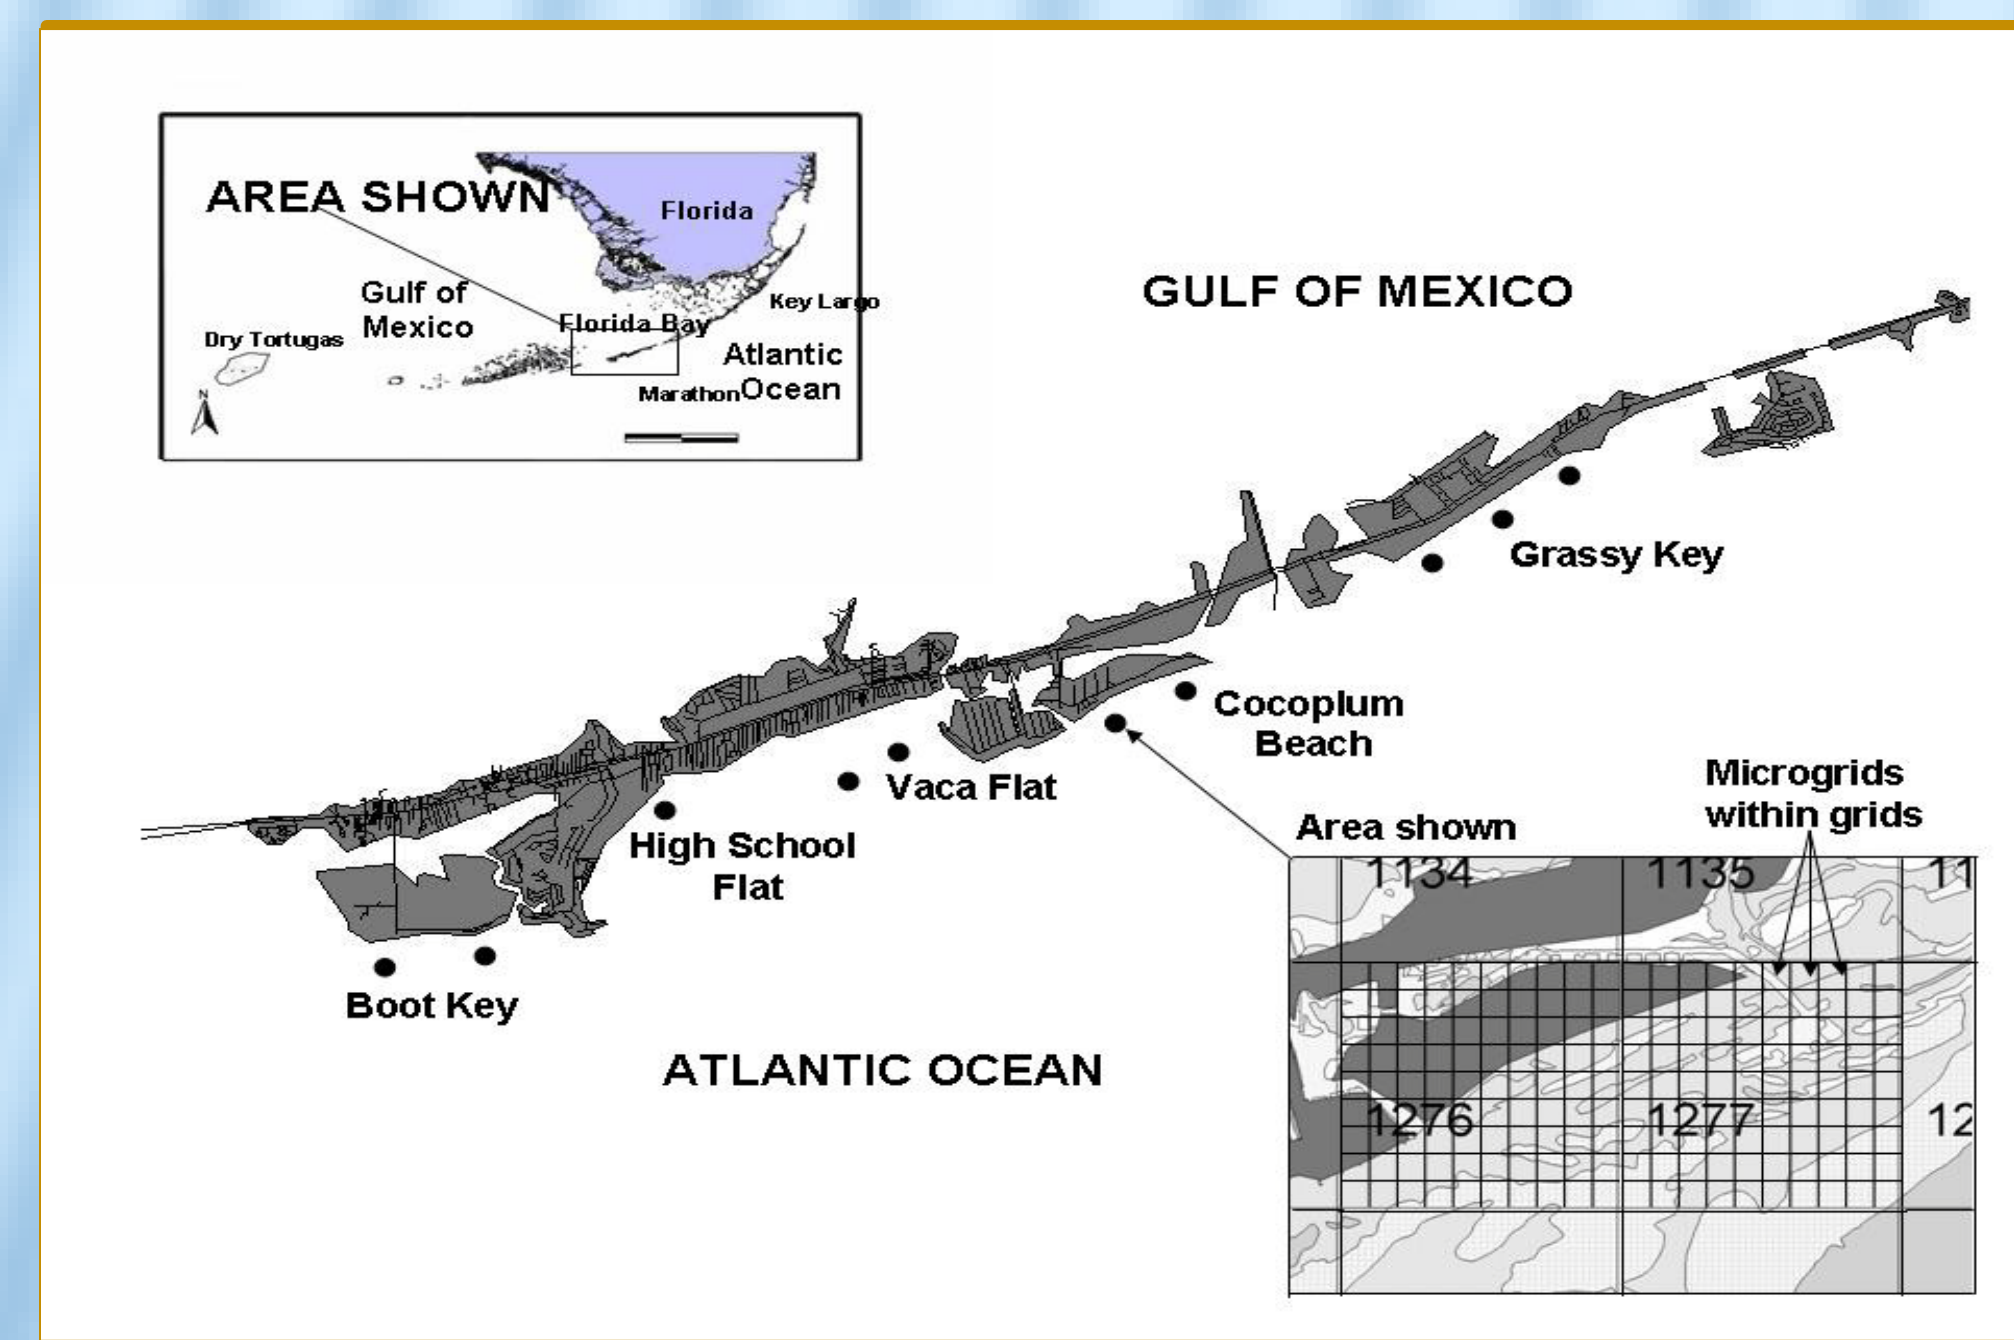 AREA SHOWN
Florida
Gulf of
Mexico
Key Largo
Florida Bay
Dry Tortugas
Atlantic
Ocean
Marathon
N
GULF OF MEXICO
Grassy Key
Cocoplum
Beach
Vaca Flat
High School
Flat
Boot Key
ATLANTIC OCEAN
Microgrids
within grids
Area shown
1134
1135
11
1276
1277
12